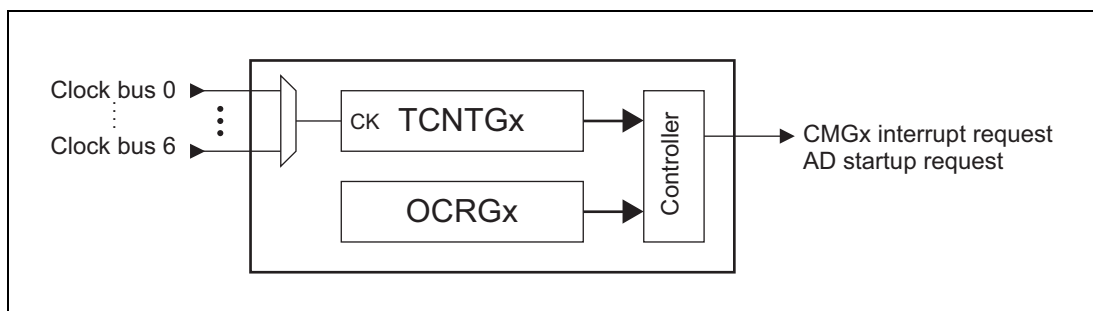 Clock bus 0
Clock bus 6
CK TCNTGx
OCRGx
Controller
CMGx interrupt request
AD startup request